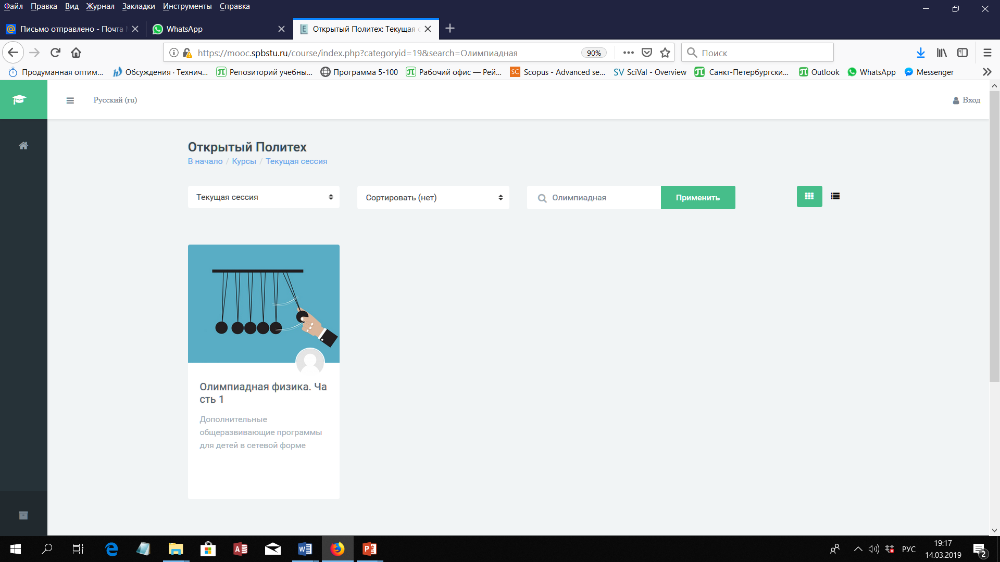 Файл Правка Вид Журнал Закладки Инструменты Справка
Письмо отправлено - Почта
WhatsApp
Открытый Политех: Текущая с
https://mooc.spbstu.ru/course/index.php?categoryid=19&search=Олимпиадная
90%
Поиск
Продуманная оптим...
Обсуждения · Технич...
Репозиторий учебны...
Программа 5-100
Рабочий офис — Рей...
Scopus - Advanced se...
SciVal - Overview
Санкт-Петербургски...
Outlook
WhatsApp
Messenger
Русский (ru)
Вход
Открытый Политех
В начало / Курсы / Текущая сессия
Текущая сессия
Сортировать (нет)
Олимпиадная
Применить
Олимпиадная физика. Ча
сть 1
Дополнительные
общеразвивающие программы
для детей в сетевой форме
РУС
19:17
14.03.2019
2